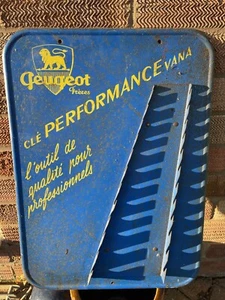 Peugeot
Frères
CLÉ PERFORMANCE VANA
l'outil de
qualité pour
professionnels